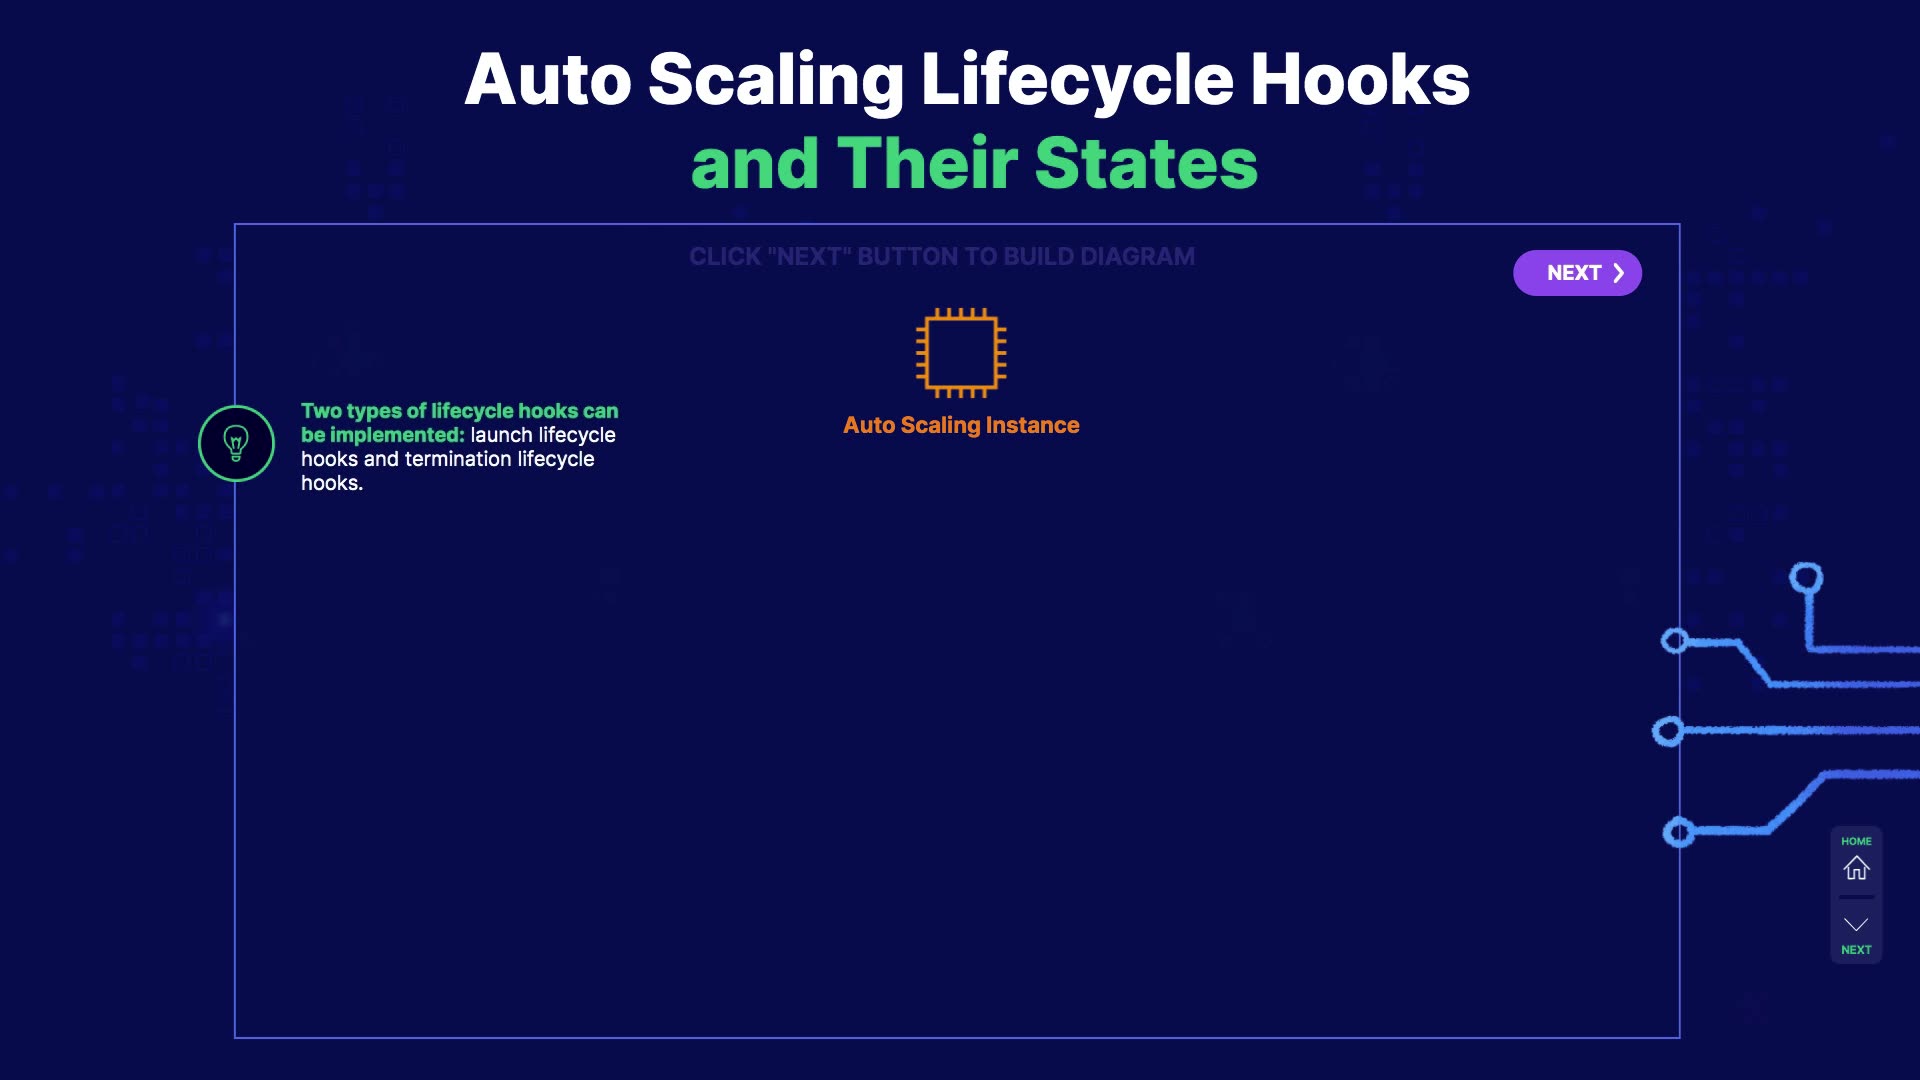 Auto Scaling Lifecycle Hooks
and Their States
CLICK "NEXT" BUTTON TO BUILD DIAGRAM
NEXT
Auto Scaling Instance
Two types of lifecycle hooks can
be implemented: launch lifecycle
hooks and termination lifecycle
hooks.
HOME
NEXT